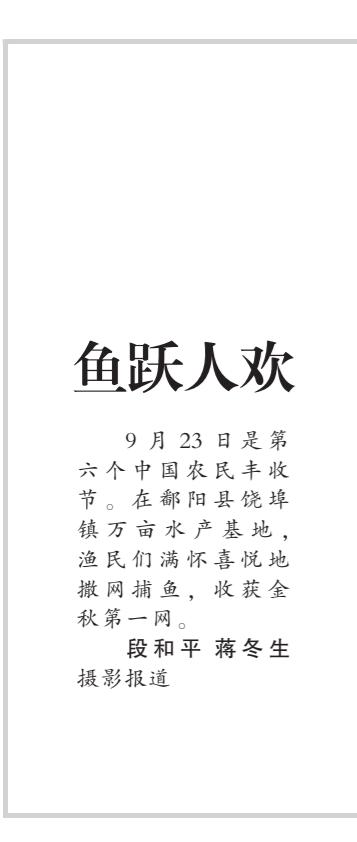 鱼跃人欢
9 月 23 日是第
六个中国农民丰收
节。在鄱阳县饶埠
镇万亩水产基地，
渔民们满怀喜悦地
撒网捕鱼，收获金
秋第一网。
段和平 蒋冬生
摄影报道